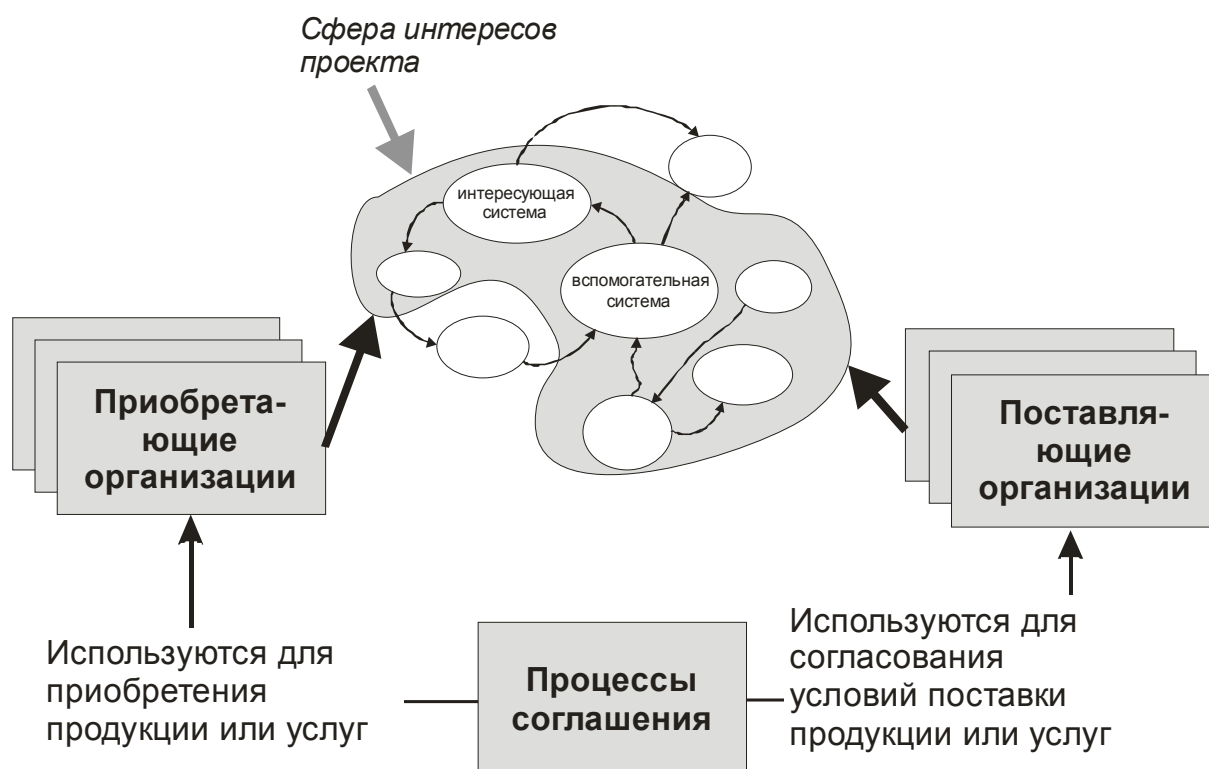 Сфера интересов
проекта
интересующая
система
вспомогательная
система
Приобрета-
ющие
организации
Поставля-
ющие
организации
Используются для
приобретения
продукции или услуг
Процессы
соглашения
Используются для
согласования
условий поставки
продукции или услуг